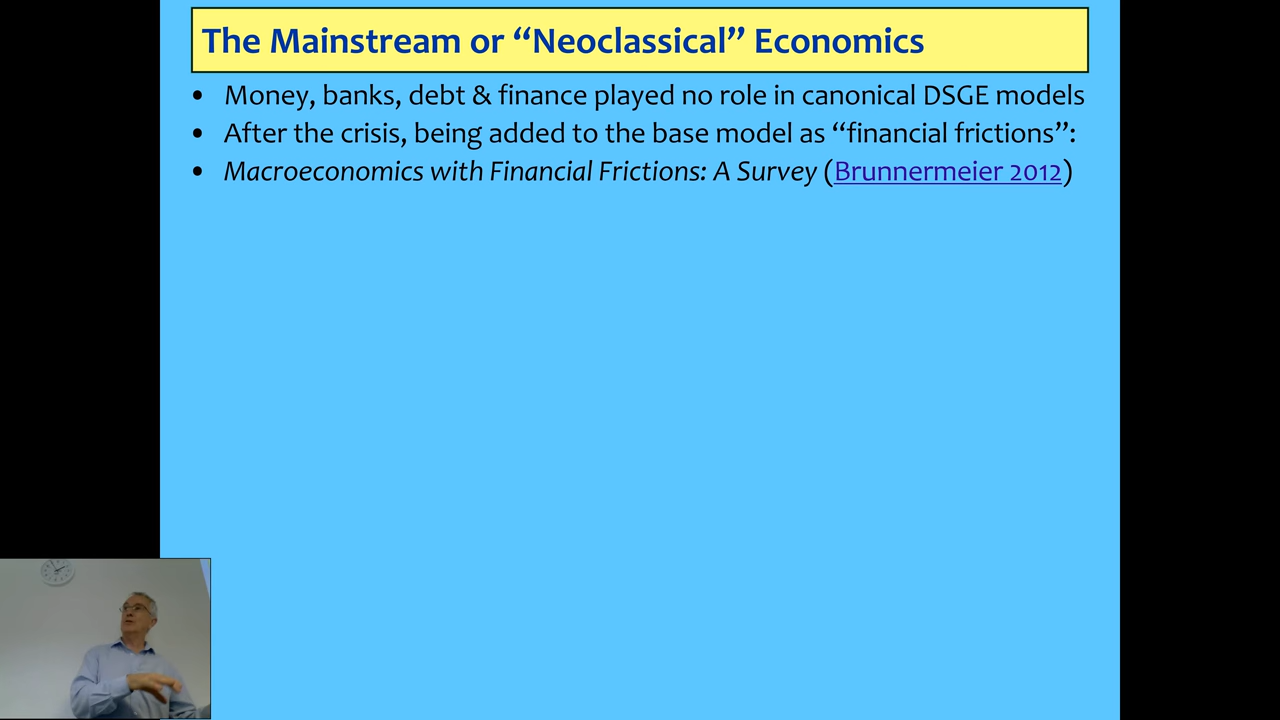 The Mainstream or “Neoclassical” Economics
• Money, banks, debt & finance played no role in canonical DSGE models
• After the crisis, being added to the base model as “financial frictions”:
• Macroeconomics with Financial Frictions: A Survey (Brunnermeier 2012)